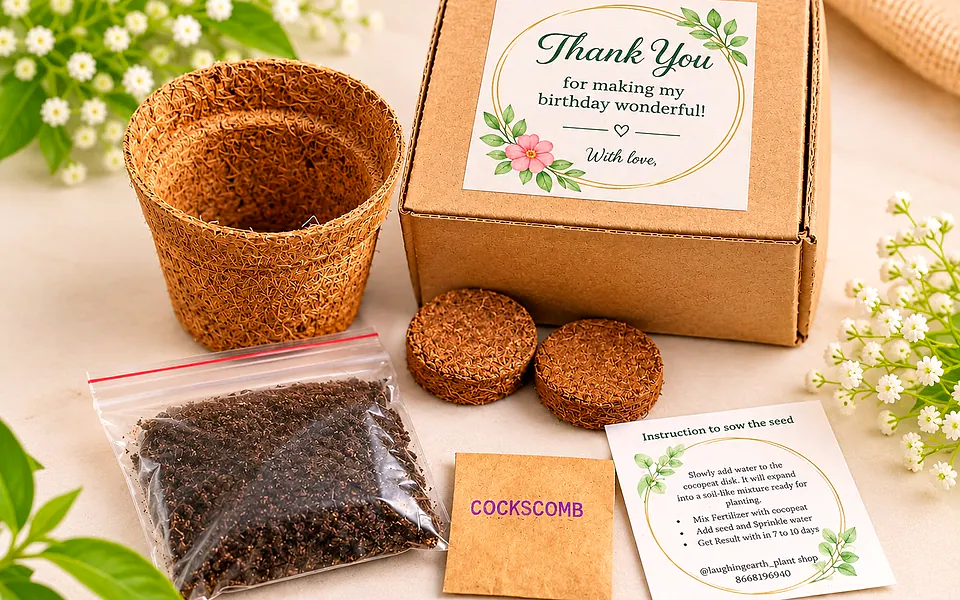 Thank You
for making my
birthday wonderful!
With love,
COCKSCOMB
Instruction to sow the seed
Slowly add water to the
cocopeat disk. It will expand
into a soil-like mixture ready for
planting.
• Mix Fertilizer with cocopeat
• Add seed and Sprinkle water
• Get Result with in 7 to 10 days
@laughingearth_plant shop
8668196940